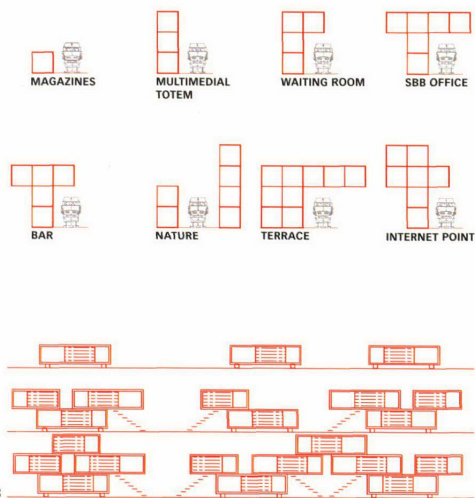 MAGAZINES
MULTIMEDIAL
TOTEM
WAITING ROOM
SBB OFFICE
BAR
NATURE
TERRACE
INTERNET POINT